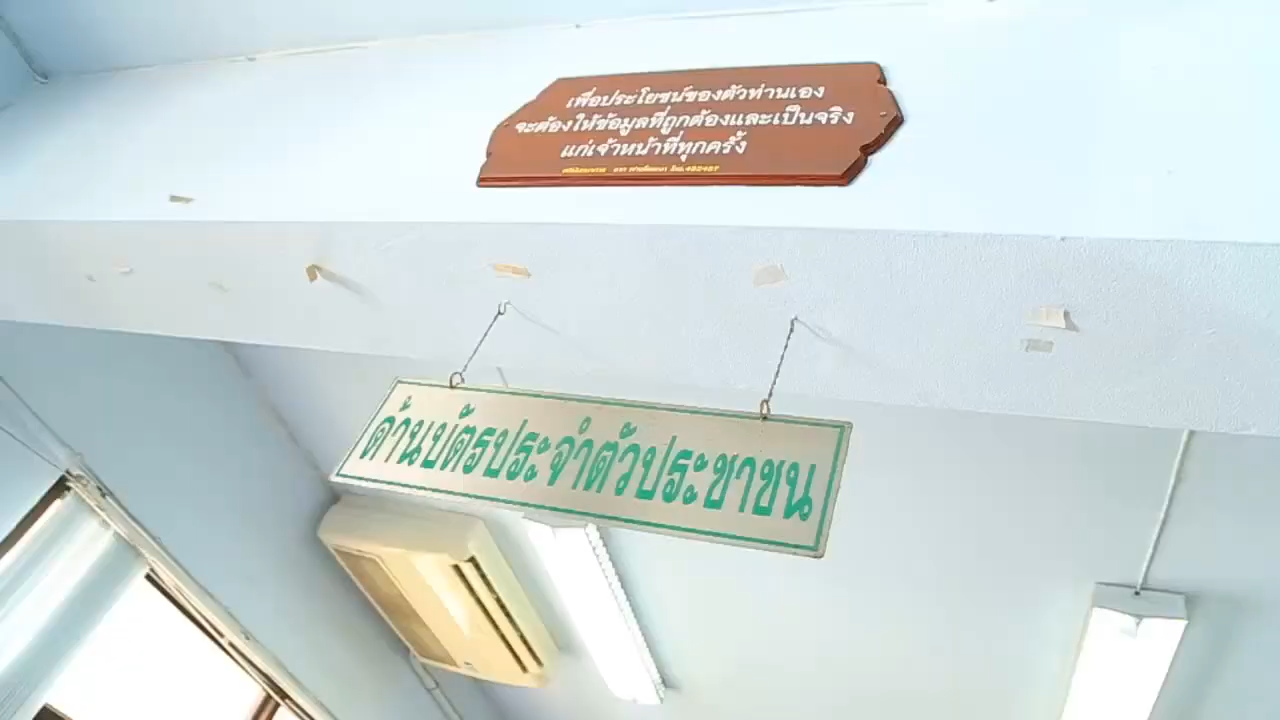 เพื่อประโยชน์ของตัวท่านเอง
จะต้องให้ข้อมูลที่ถูกต้องและเป็นจริง
แก่เจ้าหน้าที่ทุกครั้ง
ด้านบัตรประจำตัวประชาชน